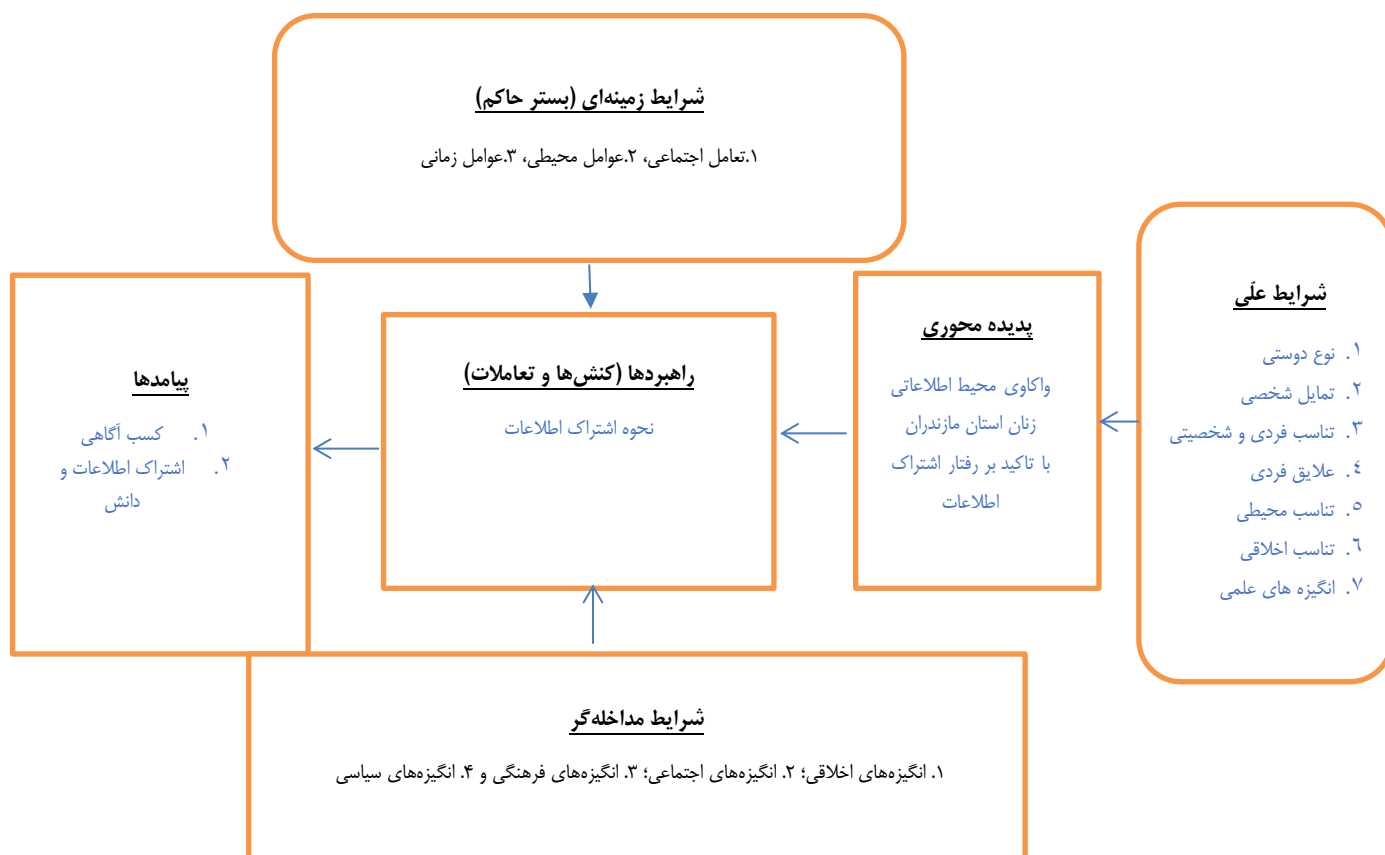 شرایط زمینه‌ای (بستر حاکم)
۱.تعامل اجتماعی، ۲.عوامل محیطی، ۳.عوامل زمانی
شرایط علّی
۱. نوع دوستی
۲. تمایل شخصی
۳. تناسب فردی و شخصیتی
٤. علایق فردی
٥. تناسب محیطی
٦. تناسب اخلاقی
۷. انگیزه های علمی
پدیده محوری
واکاوی محیط اطلاعاتی
زنان استان مازندران
با تاکید بر رفتار اشتراک
اطلاعات
راهبردها (کنش‌ها و تعاملات)
نحوه اشتراک اطلاعات
پیامدها
۱. کسب آگاهی
۲. اشتراک اطلاعات و
دانش
شرایط مداخله‌گر
۱. انگیزه‌های اخلاقی؛ ۲. انگیزه‌های اجتماعی؛ ۳. انگیزه‌های فرهنگی و ۴. انگیزه‌های سیاسی